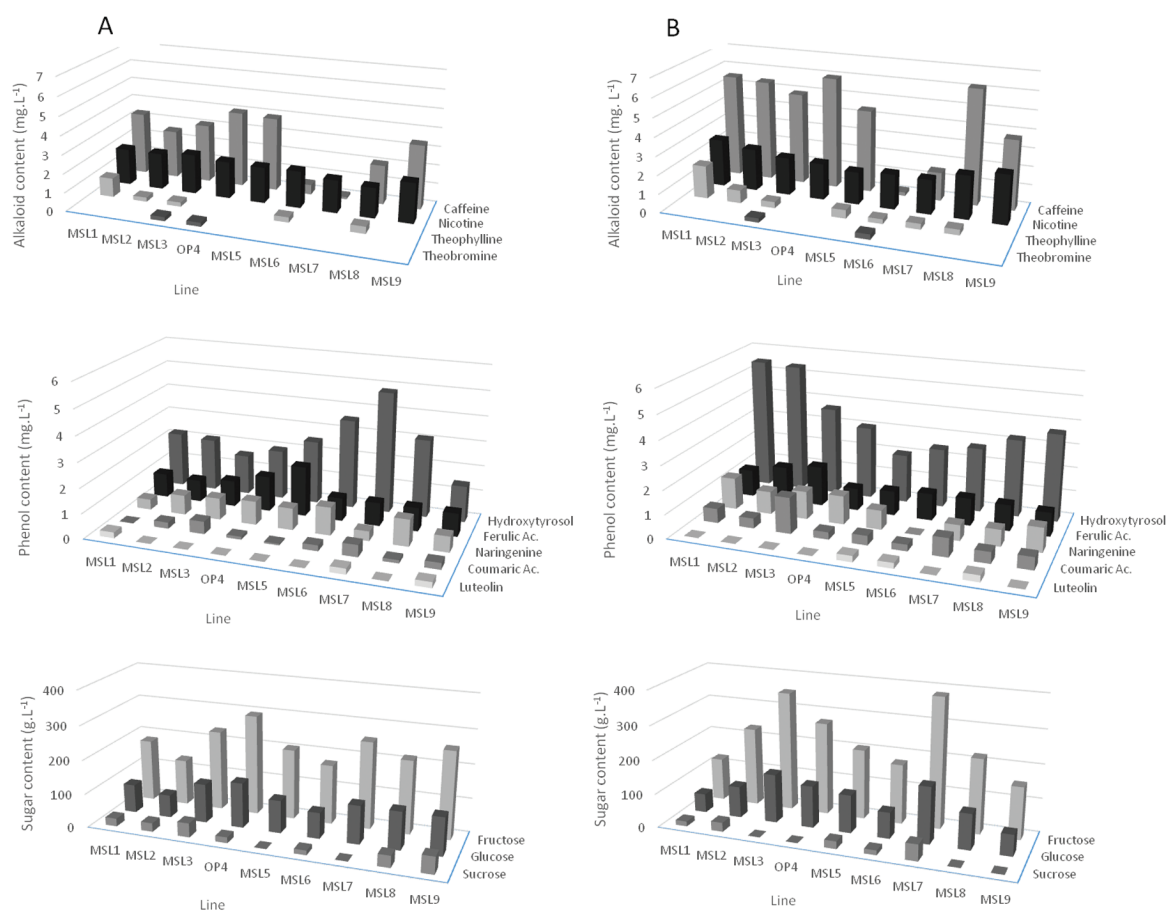 A
Alkaloid content (mg.L-1)
7
6
5
4
3
2
1
0
MSL1
MSL2
MSL3
OP4
MSL5
MSL6
MSL7
MSL8
MSL9
Line
Caffeine
Nicotine
Theophylline
Theobromine
B
Alkaloid content (mg. L-1)
7
6
5
4
3
2
1
0
MSL1
MSL2
MSL3
OP4
MSL5
MSL6
MSL7
MSL8
MSL9
Line
Caffeine
Nicotine
Theophylline
Theobromine
Phenol content (mg.L-1)
6
5
4
3
2
1
0
MSL1
MSL2
MSL3
OP4
MSL5
MSL6
MSL7
MSL8
MSL9
Line
Hydroxytyrosol
Ferulic Ac.
Naringenine
Coumaric Ac.
Luteolin
Phenol content (mg.L-1)
6
5
4
3
2
1
0
MSL1
MSL2
MSL3
OP4
MSL5
MSL6
MSL7
MSL8
MSL9
Line
Hydroxytyrosol
Ferulic Ac.
Naringenine
Coumaric Ac.
Luteolin
Sugar content (g.L-1)
400
300
200
100
0
MSL1
MSL2
MSL3
OP4
MSL5
MSL6
MSL7
MSL8
MSL9
Line
Fructose
Glucose
Sucrose
Sugar content (g.L-1)
400
300
200
100
0
MSL1
MSL2
MSL3
OP4
MSL5
MSL6
MSL7
MSL8
MSL9
Line
Fructose
Glucose
Sucrose